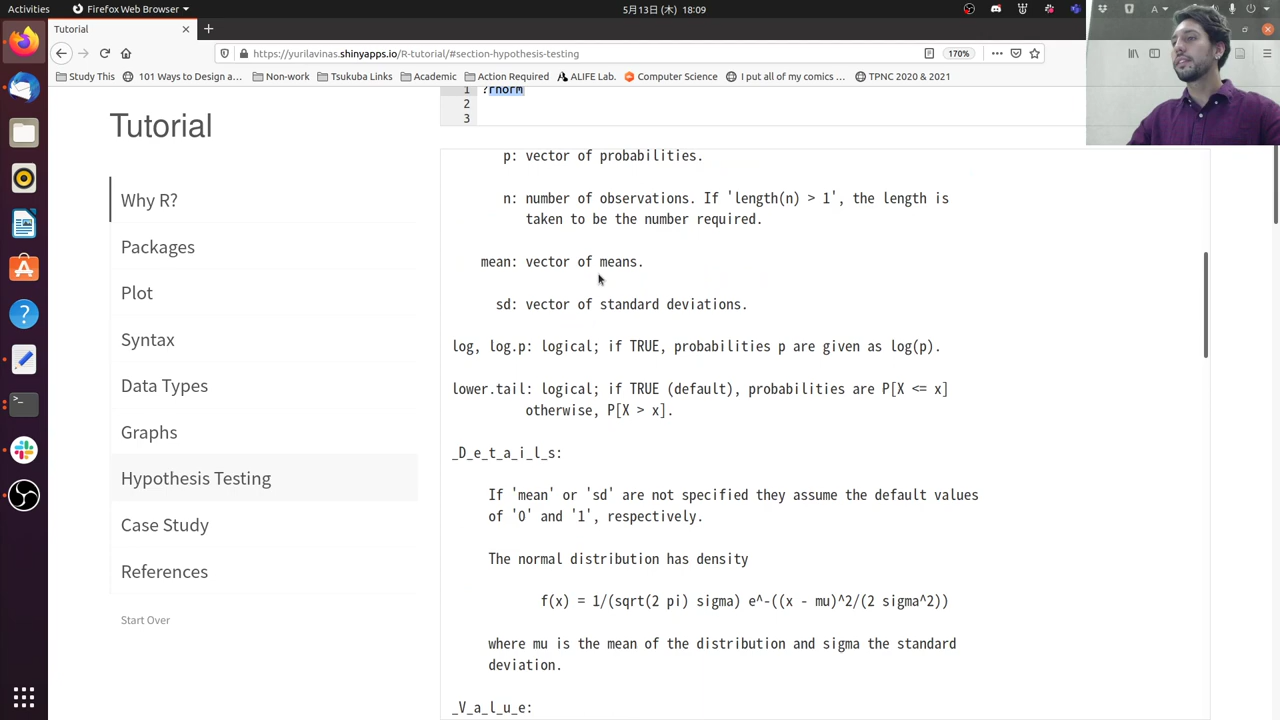 Activities
Firefox Web Browser
5月13日 (木) 18:09
Tutorial
https://yurilavinas.shinyapps.io/R-tutorial/#section-hypothesis-testing
170%
Study This
101 Ways to Design a…
Non-work
Tsukuba Links
Academic
Action Required
ALIFE Lab.
Computer Science
I put all of my comics …
TPNC 2020 & 2021
Tutorial
Why R?
Packages
Plot
Syntax
Data Types
Graphs
Hypothesis Testing
Case Study
References
Start Over
1 ?rnorm
2
3
p: vector of probabilities.
n: number of observations. If 'length(n) > 1', the length is
taken to be the number required.
mean: vector of means.
sd: vector of standard deviations.
log, log.p: logical; if TRUE, probabilities p are given as log(p).
lower.tail: logical; if TRUE (default), probabilities are P[X <= x]
otherwise, P[X > x].
_D_e_t_a_i_l_s:
If 'mean' or 'sd' are not specified they assume the default values
of '0' and '1', respectively.
The normal distribution has density
f(x) = 1/(sqrt(2 pi) sigma) e^-((x - mu)^2/(2 sigma^2))
where mu is the mean of the distribution and sigma the standard
deviation.
_V_a_l_u_e: